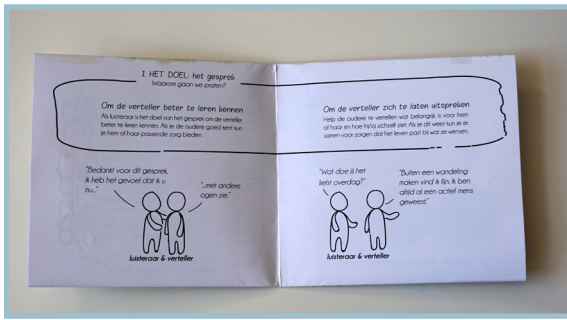 1. HET DOEL: het gesprek
Waarom gaan we praten?
Om de verteller beter te leren kennen
Als luisteraar is het doel van het gesprek om de verteller
beter te leren kennen. Als je de oudere goed kent kun
je hem of haar passende zorg bieden.
"Bedankt voor dit gesprek,
ik heb het gevoel dat ik u
nu..."
"...met andere
ogen zie."
luisteraar & verteller
Om de verteller zich te laten uitspreken
Help de oudere te vertellen wat belangrijk is voor hem
of haar en hoe hij/zij zichzelf ziet. Als je dit weet kun je er
samen voor zorgen dat het leven past bij wat ze wensen.
"Wat doe jij het
liefst overdag?"
"Buiten een wandeling
maken vind ik fijn. Ik ben
altijd al een actief mens
geweest."
luisteraar & verteller